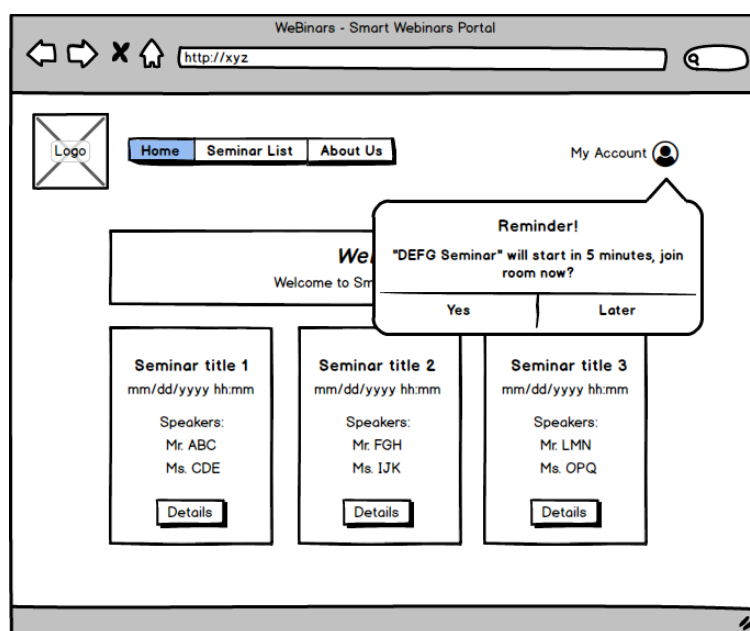 WeBinars - Smart Webinars Portal
http://xyz
Logo
Home Seminar List About Us
My Account
Reminder!
"DEFG Seminar" will start in 5 minutes, join
room now?
Yes Later
Welcome to
Seminar title 1
mm/dd/yyyy hh:mm
Speakers:
Mr. ABC
Ms. CDE
Details
Seminar title 2
mm/dd/yyyy hh:mm
Speakers:
Mr. FGH
Ms. IJK
Details
Seminar title 3
mm/dd/yyyy hh:mm
Speakers:
Mr. LMN
Ms. OPQ
Details